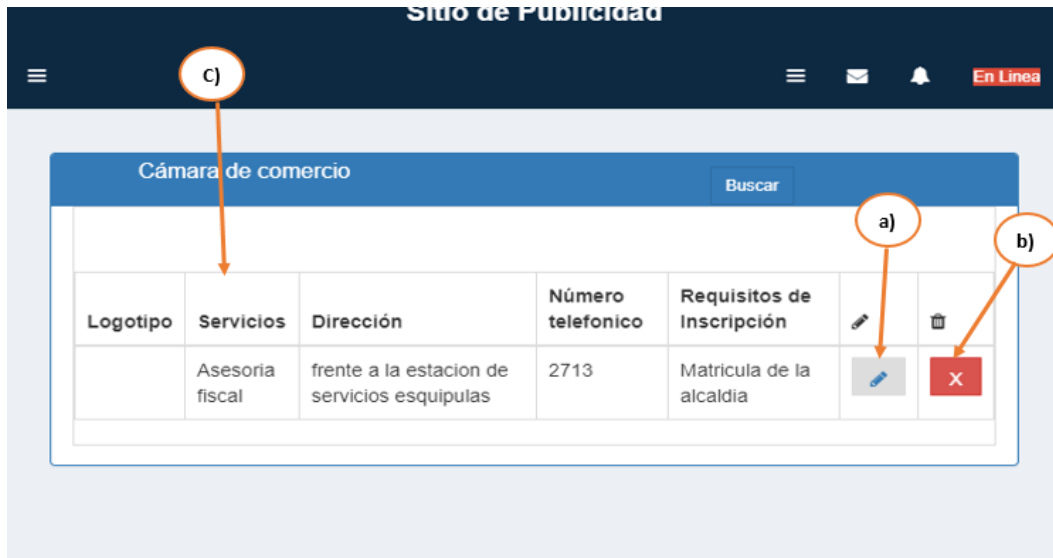 Sitio de Publicidad
C)
En Linea
Cámara de comercio
Buscar
a)
b)
Logotipo Servicios Dirección Número telefonico Requisitos de Inscripción
Asesoria fiscal frente a la estacion de servicios esquipulas 2713 Matricula de la alcaldia X